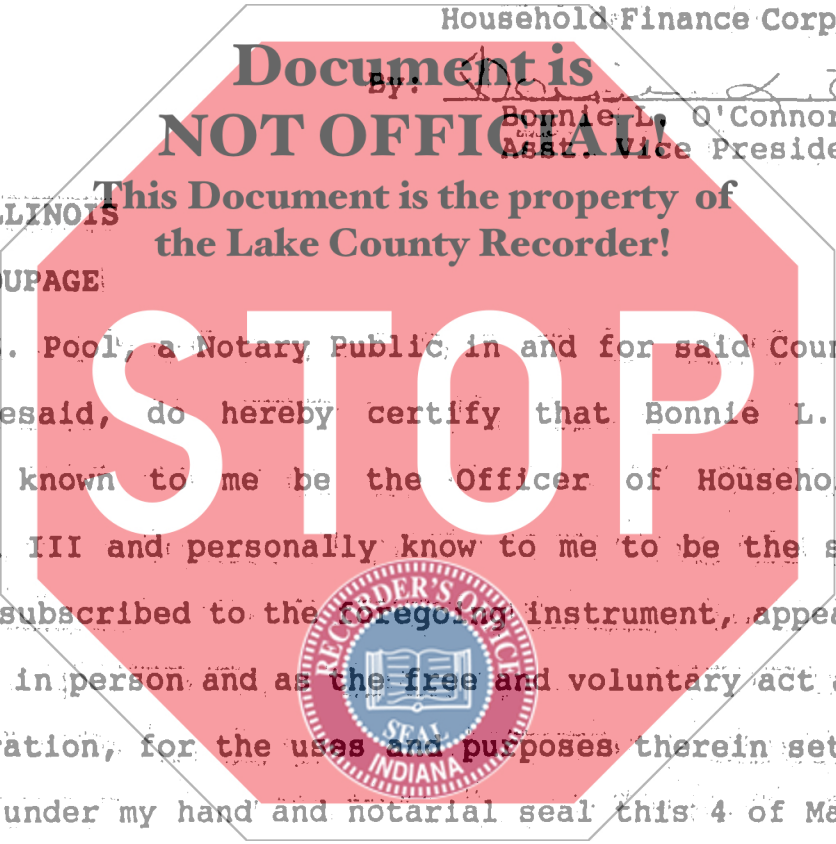 Household Finance Corp
Document is
By:
NOT OFFICIAL!
Bonnie L. O'Connor
Asst. Vice Preside
This Document is the property of
LLINOIS
the Lake County Recorder!
DUPAGE
STOP
. Pool, a Notary Public in and for said Coun
esaid, do hereby certify that Bonnie L.
known to me be the Officer of Househo
III and personally know to me to be the s
subscribed to the foregoing instrument, appea
in person and as the free and voluntary act a
ration, for the uses and purposes therein set
under my hand and notarial seal this 4 of Ma
RECORDER'S OFFICE
SEAL
INDIANA